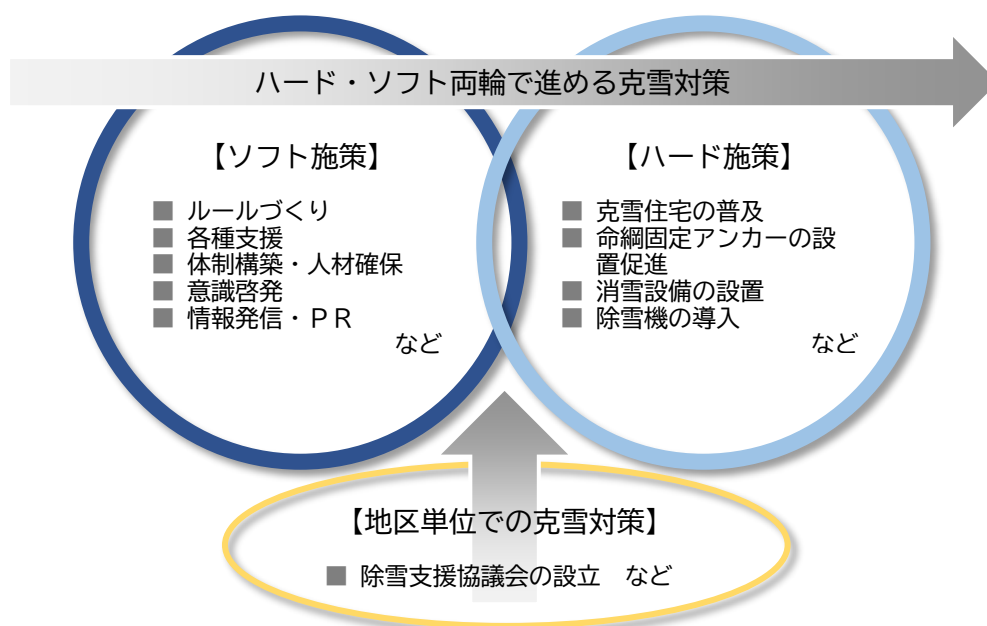 ハード・ソフト両輪で進める克雪対策
【ソフト施策】
■ ルールづくり
■ 各種支援
■ 体制構築・人材確保
■ 意識啓発
■ 情報発信・ＰＲ
など
【ハード施策】
■ 克雪住宅の普及
■ 命綱固定アンカーの設
置促進
■ 消雪設備の設置
■ 除雪機の導入
など
【地区単位での克雪対策】
■ 除雪支援協議会の設立　など